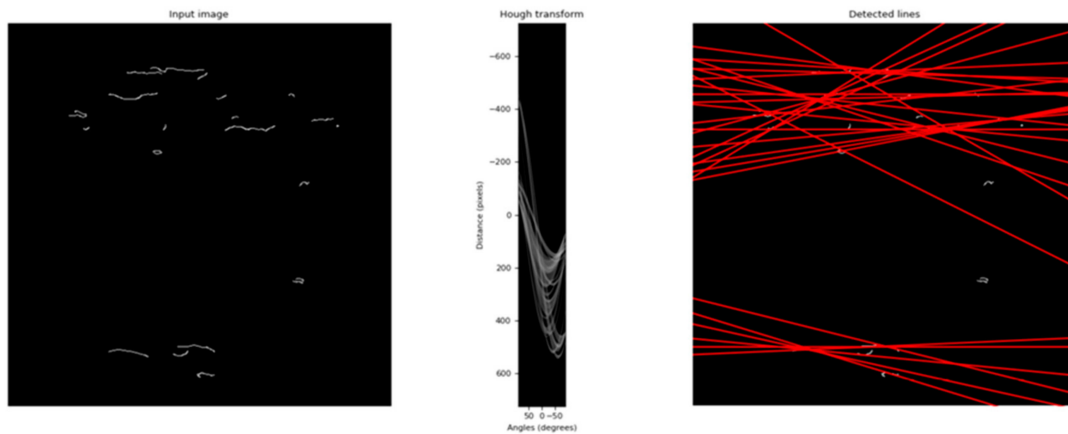 Input image
Hough transform
Detected lines
−600
−400
−200
0
200
400
600
Distance (pixels)
50 0 −50
Angles (degrees)